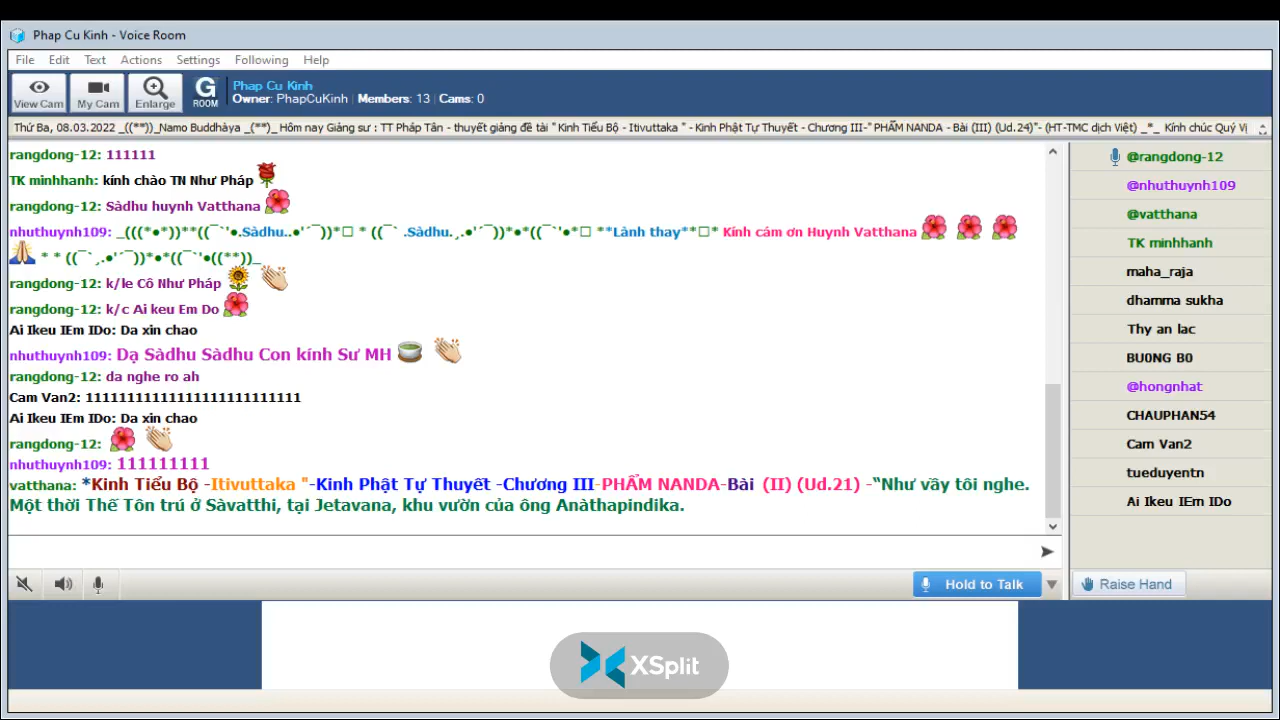 Phap Cu Kinh - Voice Room
File Edit Text Actions Settings Following Help
View Cam My Cam Enlarge G ROOM
Phap Cu Kinh
Owner: PhapCuKinh | Members: 13 | Cams: 0
Thứ Ba, 08.03.2022 _((**))_Namo Buddhàya _(**)_ Hôm nay Giảng sư : TT Pháp Tân - thuyết giảng đề tài " Kinh Tiểu Bộ - Itivuttaka " - Kinh Phật Tự Thuyết - Chương III-" PHẨM NANDA - Bài (III) (Ud.24)"- (HT-TMC dịch Việt) _*_ Kính chúc Quý Vị
rangdong-12: 111111
TK minhhanh: kính chào TN Như Pháp
rangdong-12: Sàdhu huynh Vatthana
nhuthuynh109: _(((*•*))**((¯`'•.Sàdhu..•'´¯))*□ * ((¯` .Sàdhu.¸.•'´¯))*•*((¯`'•*□ **Lành thay**□* Kính cám ơn Huynh Vatthana
* * ((¯`¸.•'´¯))*•*((¯`'•((**))_
rangdong-12: k/le Cô Như Pháp
rangdong-12: k/c Ai keu Em Do
Ai Ikeu IEm IDo: Da xin chao
nhuthuynh109: Dạ Sàdhu Sàdhu Con kính Sư MH
rangdong-12: da nghe ro ah
Cam Van2: 1111111111111111111111111
Ai Ikeu IEm IDo: Da xin chao
rangdong-12:
nhuthuynh109: 111111111
vatthana: *Kinh Tiểu Bộ -Itivuttaka "-Kinh Phật Tự Thuyết -Chương III-PHẨM NANDA-Bài (II) (Ud.21) -“Như vầy tôi nghe.
Một thời Thế Tôn trú ở Sàvatthi, tại Jetavana, khu vườn của ông Anàthapindika.
@rangdong-12
@nhuthuynh109
@vatthana
TK minhhanh
maha_raja
dhamma sukha
Thy an lac
BU0NG B0
@hongnhat
CHAUPHAN54
Cam Van2
tueduyentn
Ai Ikeu IEm IDo
Hold to Talk
Raise Hand
XSplit